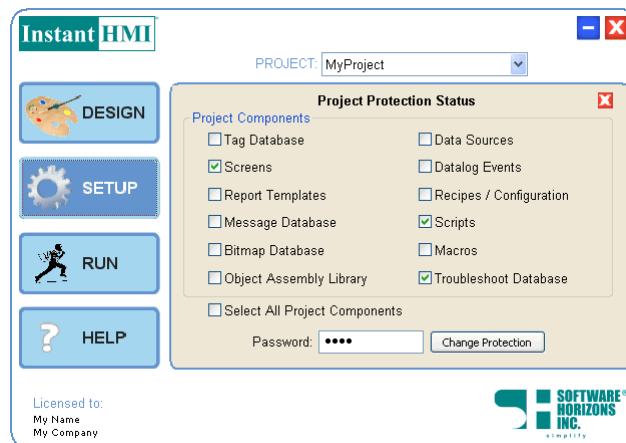 Instant HMI
PROJECT: MyProject
DESIGN
SETUP
RUN
HELP
Project Protection Status
Project Components
Tag Database
Data Sources
Screens
Datalog Events
Report Templates
Recipes / Configuration
Message Database
Scripts
Bitmap Database
Macros
Object Assembly Library
Troubleshoot Database
Select All Project Components
Password: •••• Change Protection
Licensed to:
My Name
My Company
SOFTWARE®
HORIZONS
INC.
simplify